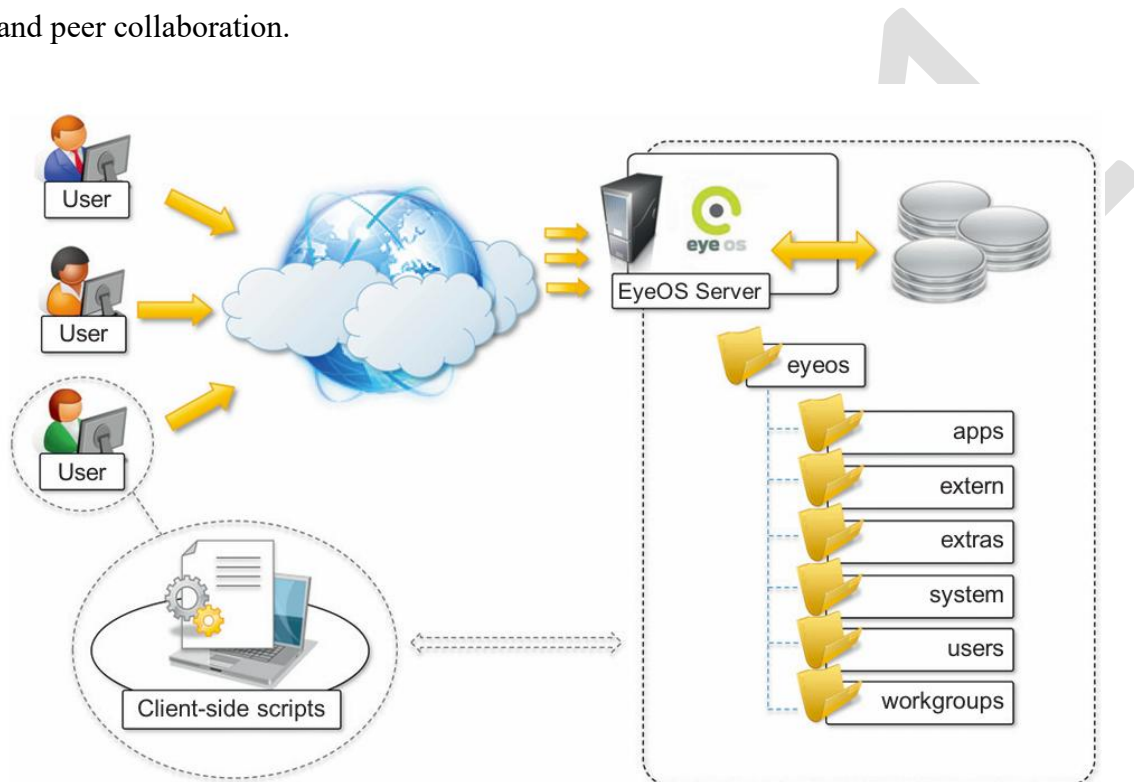 and peer collaboration.
User
User
User
eye os
EyeOS Server
eyeos
apps
extern
extras
system
users
workgroups
Client-side scripts